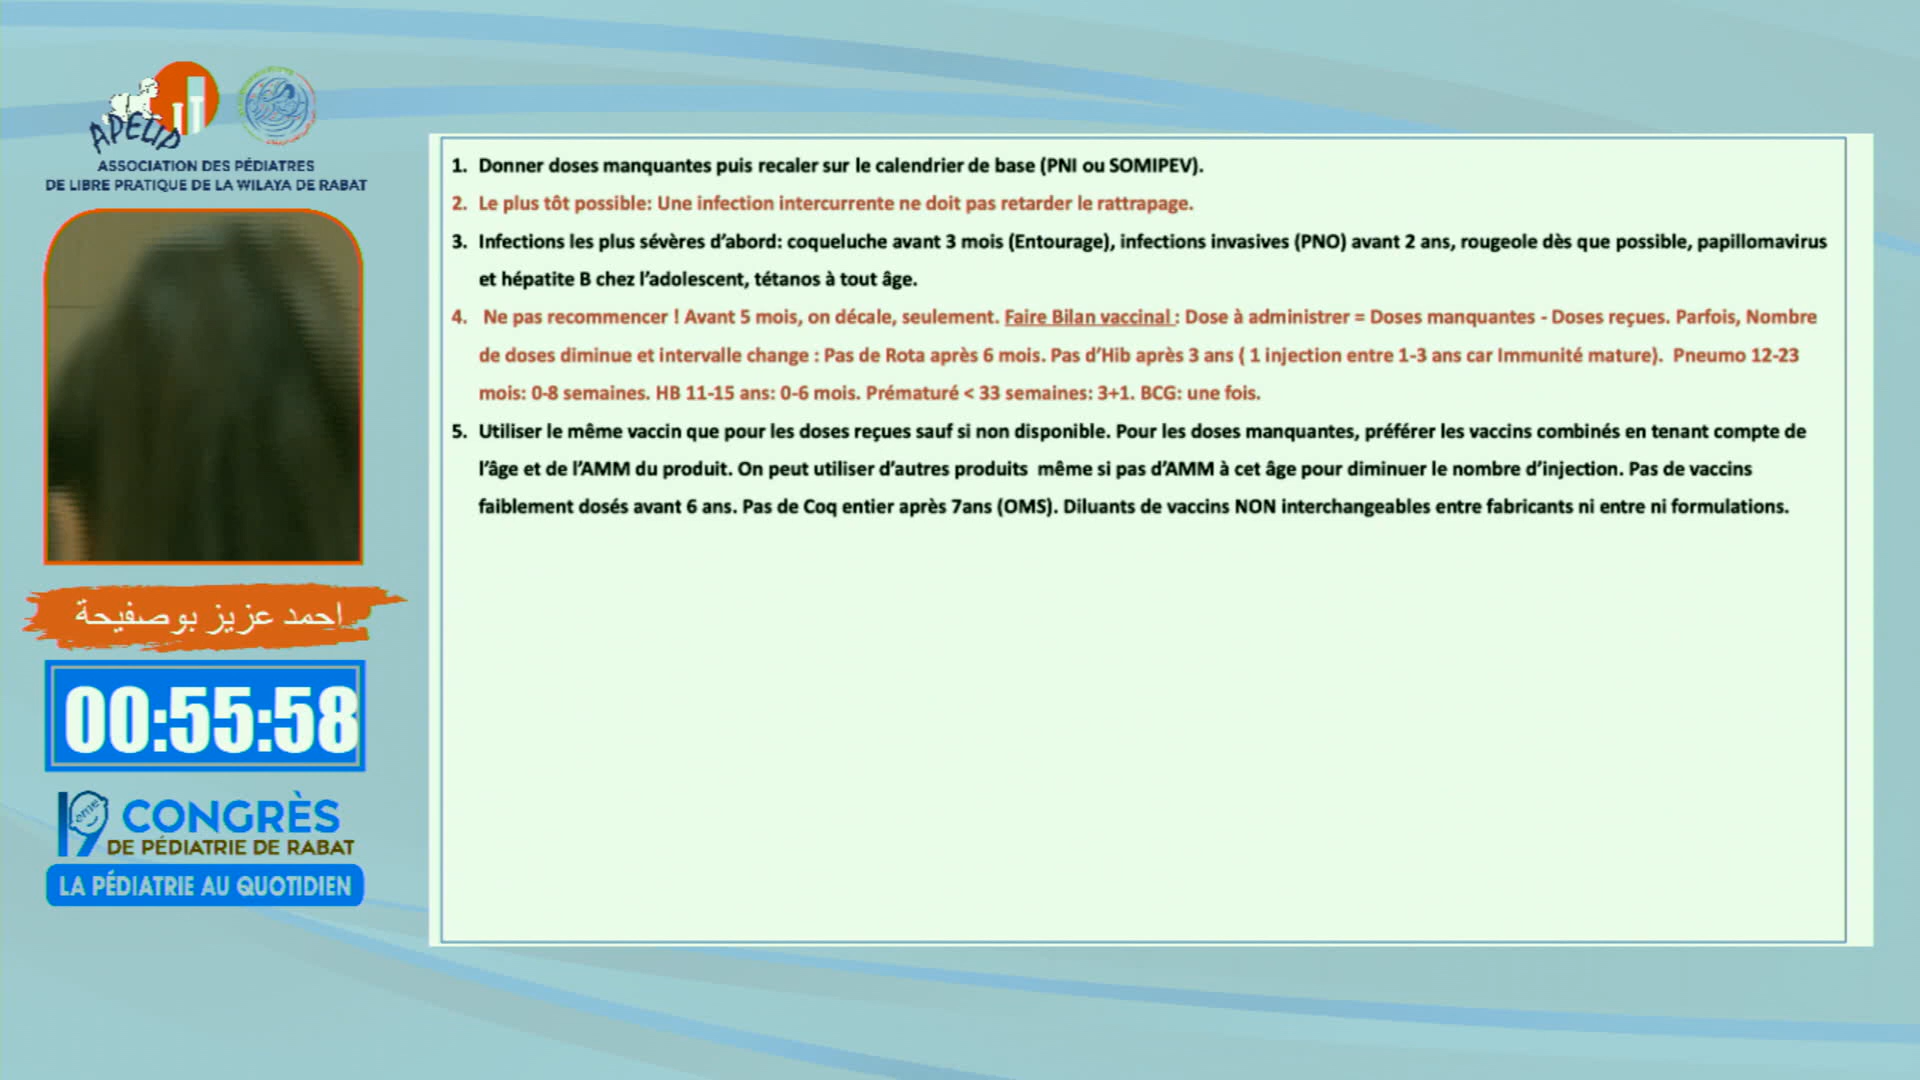 APELIP
ASSOCIATION DES PÉDIATRES
DE LIBRE PRATIQUE DE LA WILAYA DE RABAT
احمد عزيز بوصفيحة
00:55:58
19eme CONGRÈS
DE PÉDIATRIE DE RABAT
LA PÉDIATRIE AU QUOTIDIEN
1. Donner doses manquantes puis recaler sur le calendrier de base (PNI ou SOMIPEV).
2. Le plus tôt possible: Une infection intercurrente ne doit pas retarder le rattrapage.
3. Infections les plus sévères d’abord: coqueluche avant 3 mois (Entourage), infections invasives (PNO) avant 2 ans, rougeole dès que possible, papillomavirus
et hépatite B chez l’adolescent, tétanos à tout âge.
4. Ne pas recommencer ! Avant 5 mois, on décale, seulement. Faire Bilan vaccinal : Dose à administrer = Doses manquantes - Doses reçues. Parfois, Nombre
de doses diminue et intervalle change : Pas de Rota après 6 mois. Pas d’Hib après 3 ans ( 1 injection entre 1-3 ans car Immunité mature). Pneumo 12-23
mois: 0-8 semaines. HB 11-15 ans: 0-6 mois. Prématuré < 33 semaines: 3+1. BCG: une fois.
5. Utiliser le même vaccin que pour les doses reçues sauf si non disponible. Pour les doses manquantes, préférer les vaccins combinés en tenant compte de
l’âge et de l’AMM du produit. On peut utiliser d’autres produits même si pas d’AMM à cet âge pour diminuer le nombre d’injection. Pas de vaccins
faiblement dosés avant 6 ans. Pas de Coq entier après 7ans (OMS). Diluants de vaccins NON interchangeables entre fabricants ni entre ni formulations.